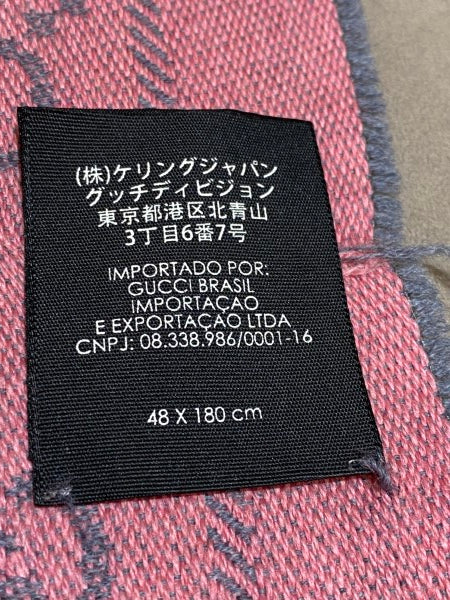 (株)ケリングジャパン
グッチディビジョン
東京都港区北青山
3丁目6番7号
IMPORTADO POR:
GUCCI BRASIL
IMPORTAÇAO
E EXPORTAÇAO LTDA
CNPJ: 08.338.986/0001-16
48 X 180 cm